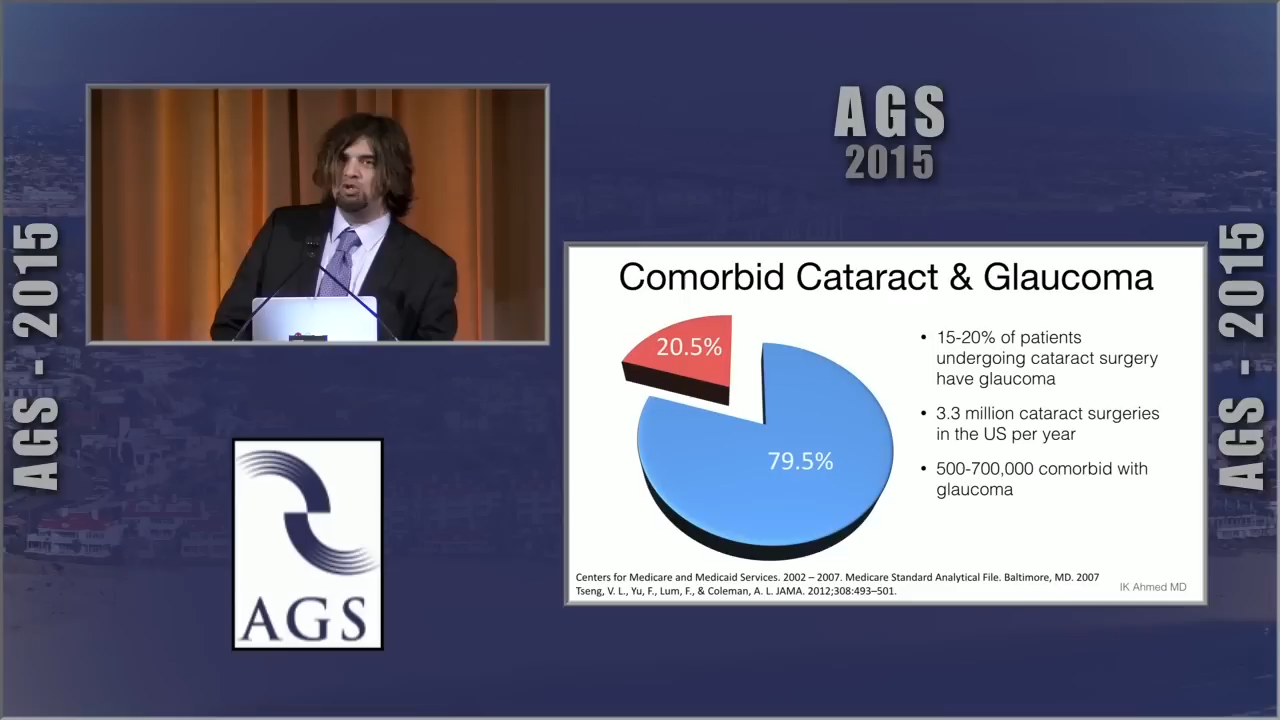 AGS
2015
AGS - 2015
AGS - 2015
Comorbid Cataract & Glaucoma
20.5%
79.5%
• 15-20% of patients
undergoing cataract surgery
have glaucoma
• 3.3 million cataract surgeries
in the US per year
• 500-700,000 comorbid with
glaucoma
Centers for Medicare and Medicaid Services. 2002 – 2007. Medicare Standard Analytical File. Baltimore, MD. 2007
Tseng, V. L., Yu, F., Lum, F., & Coleman, A. L. JAMA. 2012;308:493–501.
IK Ahmed MD
AGS